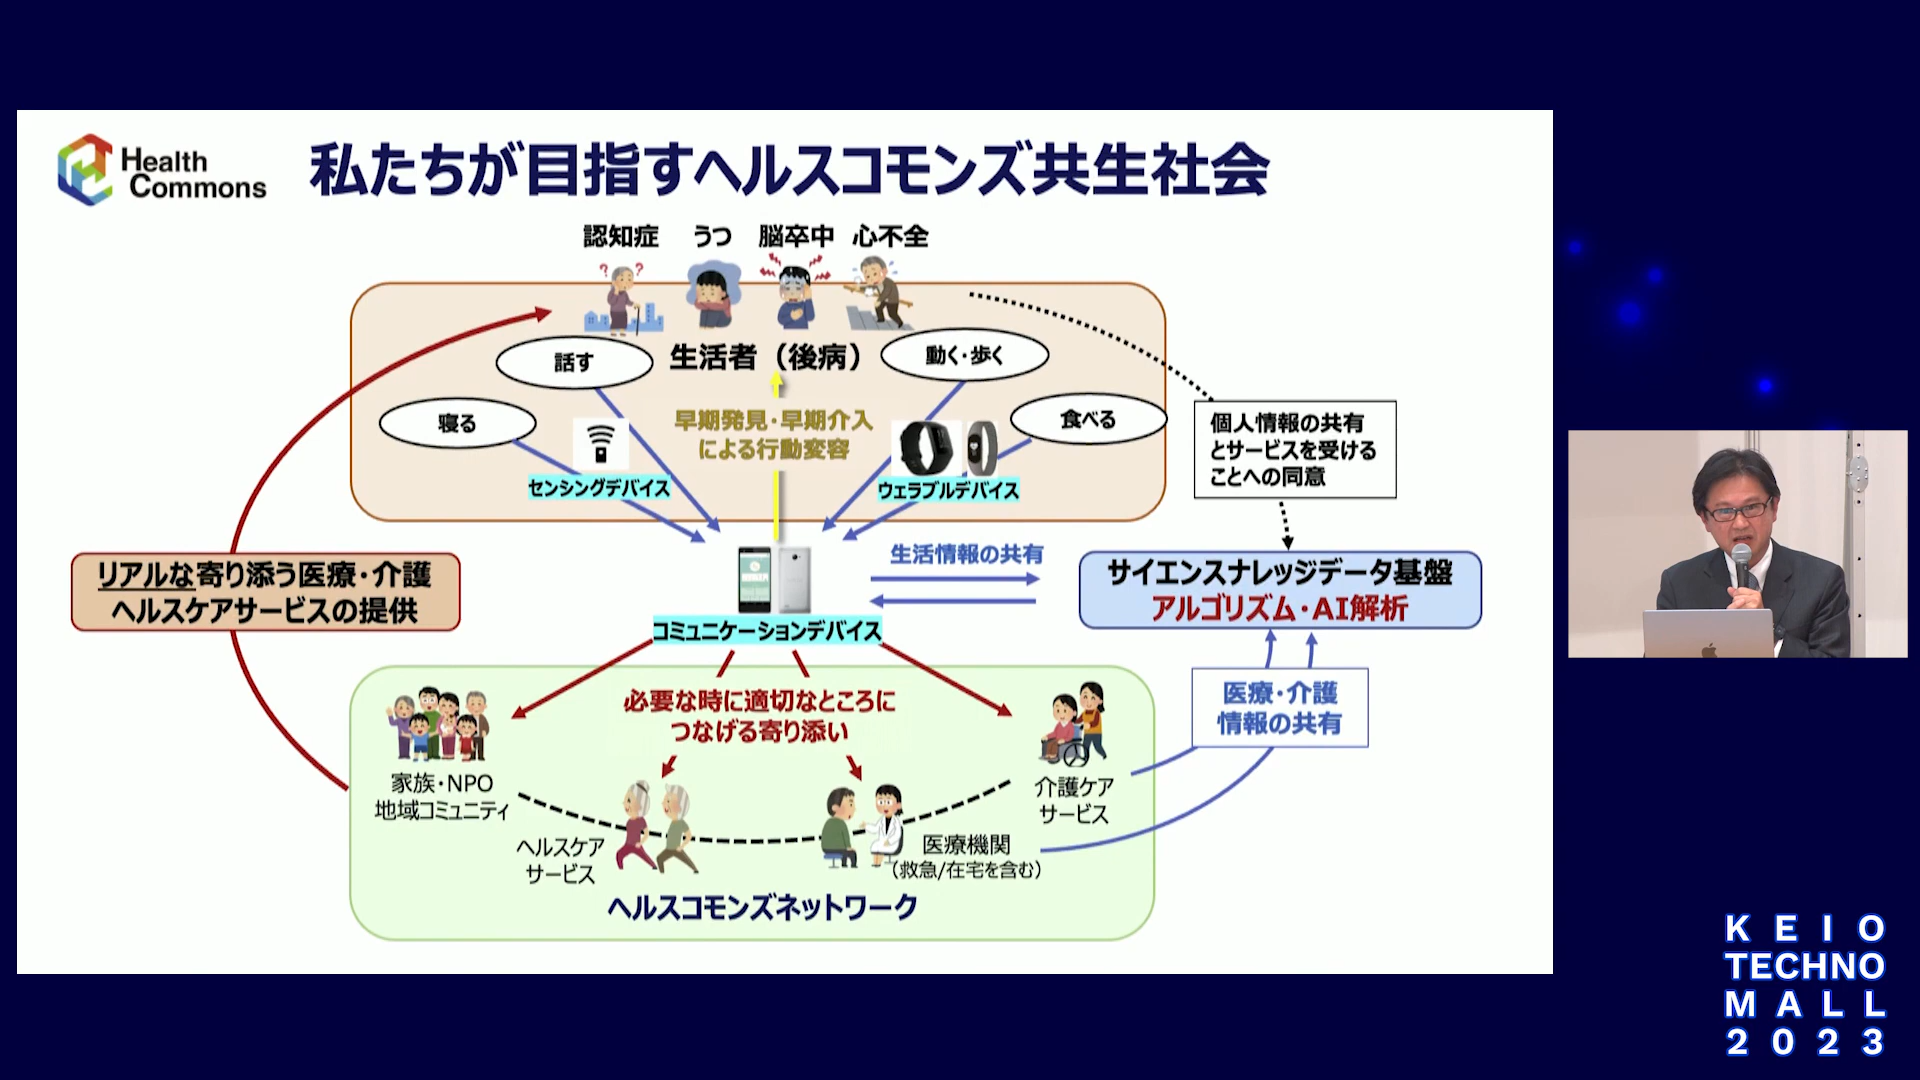 Health
Commons
私たちが目指すヘルスコモンズ共生社会
認知症 うつ 脳卒中 心不全
? ?
話す
生活者（後病）
動く・歩く
寝る
早期発見・早期介入
による行動変容
食べる
センシングデバイス
ウェラブルデバイス
個人情報の共有
とサービスを受ける
ことへの同意
リアルな寄り添う医療・介護
ヘルスケアサービスの提供
生活情報の共有
サイエンスナレッジデータ基盤
アルゴリズム・AI解析
コミュニケーションデバイス
必要な時に適切なところに
つなげる寄り添い
医療・介護
情報の共有
家族・NPO
地域コミュニティ
介護ケア
サービス
ヘルスケア
サービス
医療機関
（救急/在宅を含む）
ヘルスコモンズネットワーク
KEIO
TECHNO
MALL
2023